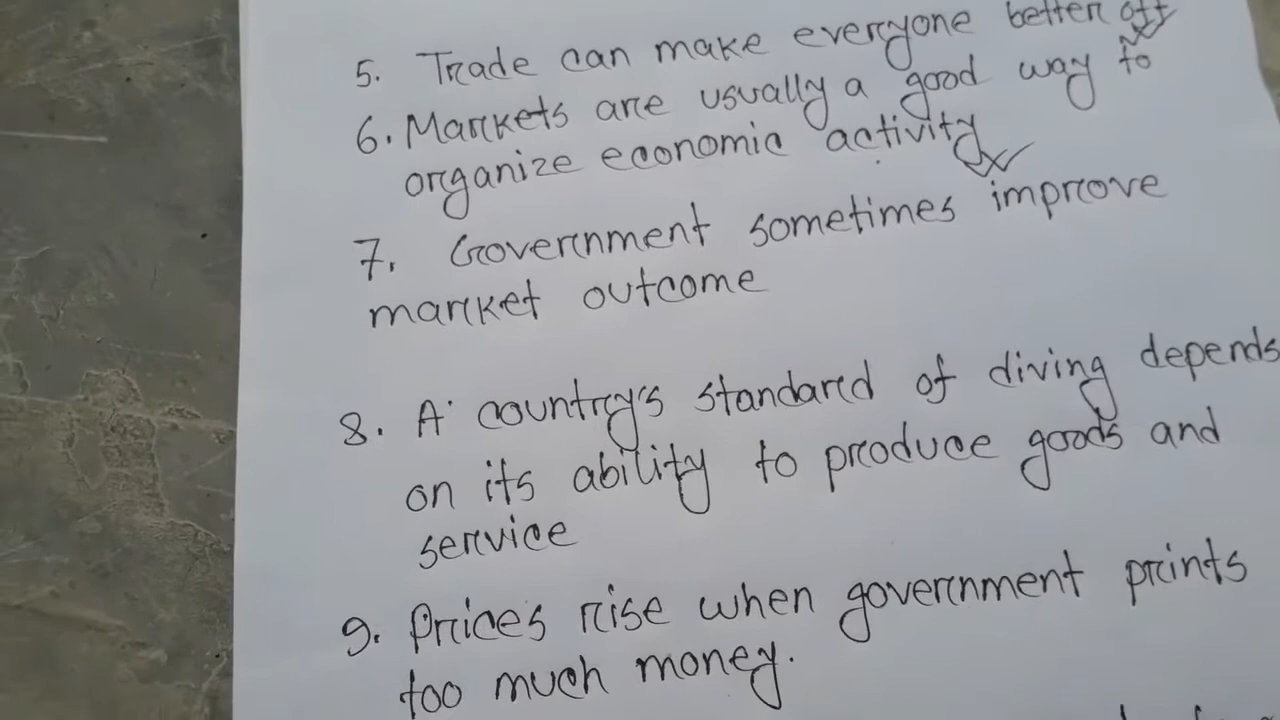 5. Trade can make everyone better off
6. Markets are usually a good way to
organize economic activity
7. Government sometimes improve
market outcome
8. A country's standard of diving depends
on its ability to produce goods and
service
9. Prices rise when government prints
too much money.